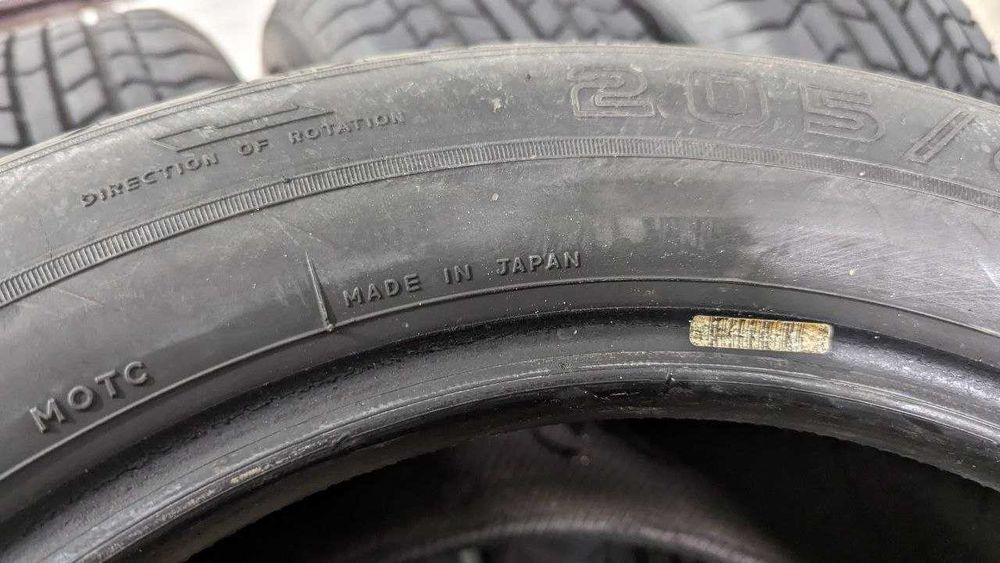 205/
DIRECTION OF ROTATION
MADE IN JAPAN
MOTC